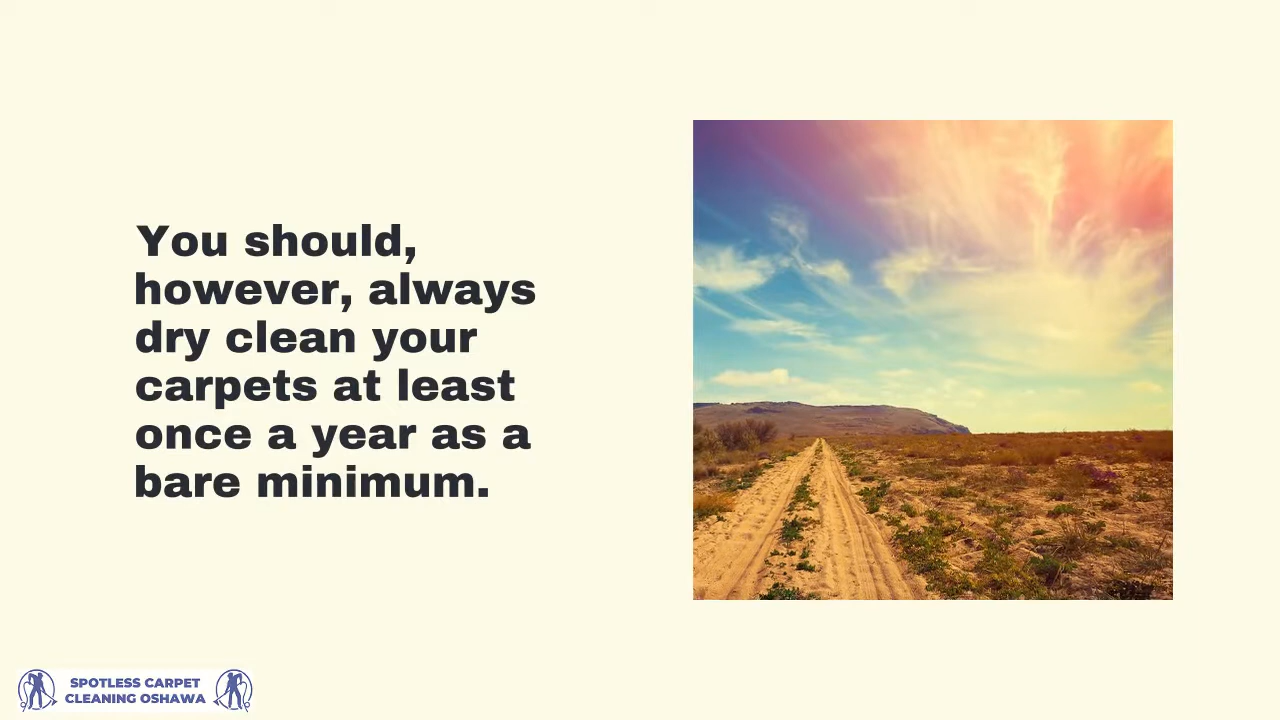 You should,
however, always
dry clean your
carpets at least
once a year as a
bare minimum.
SPOTLESS CARPET
CLEANING OSHAWA